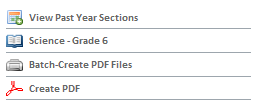 View Past Year Sections
Science - Grade 6
Batch-Create PDF Files
Create PDF